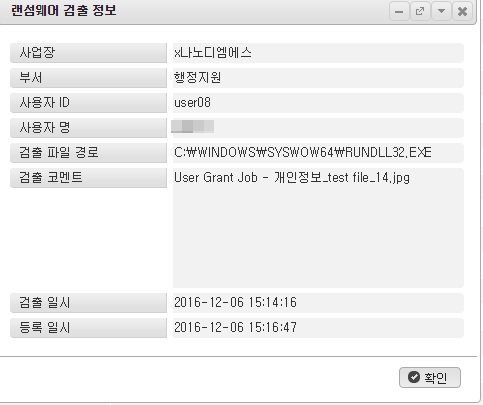 랜섬웨어 검출 정보
사업장 x나노디엠에스
부서 행정지원
사용자 ID user08
사용자 명
검출 파일 경로 C:₩WINDOWS₩SYSWOW64₩RUNDLL32.EXE
검출 코멘트 User Grant Job - 개인정보_test file_14.jpg
검출 일시 2016-12-06 15:14:16
등록 일시 2016-12-06 15:16:47
확인